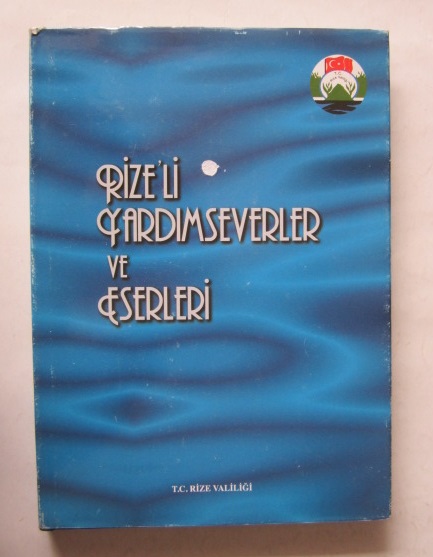 T.C.
RİZE'Lİ
YARDIMSEVERLER
VE
ESERLERİ
T.C. RİZE VALİLİĞİ